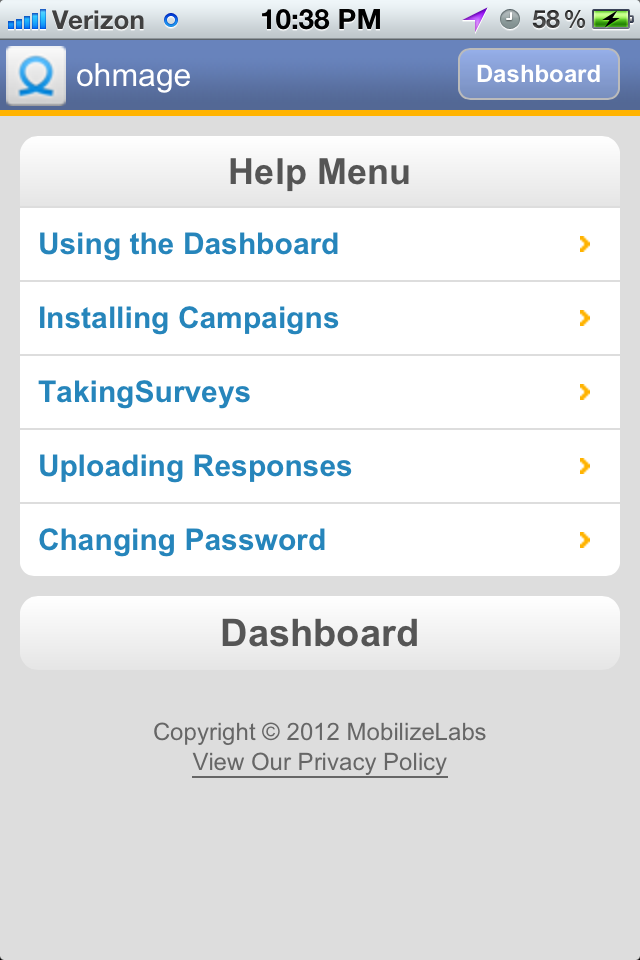 Verizon 10:38 PM 58 %
ohmage Dashboard
Help Menu
Using the Dashboard
Installing Campaigns
TakingSurveys
Uploading Responses
Changing Password
Dashboard
Copyright © 2012 MobilizeLabs
View Our Privacy Policy